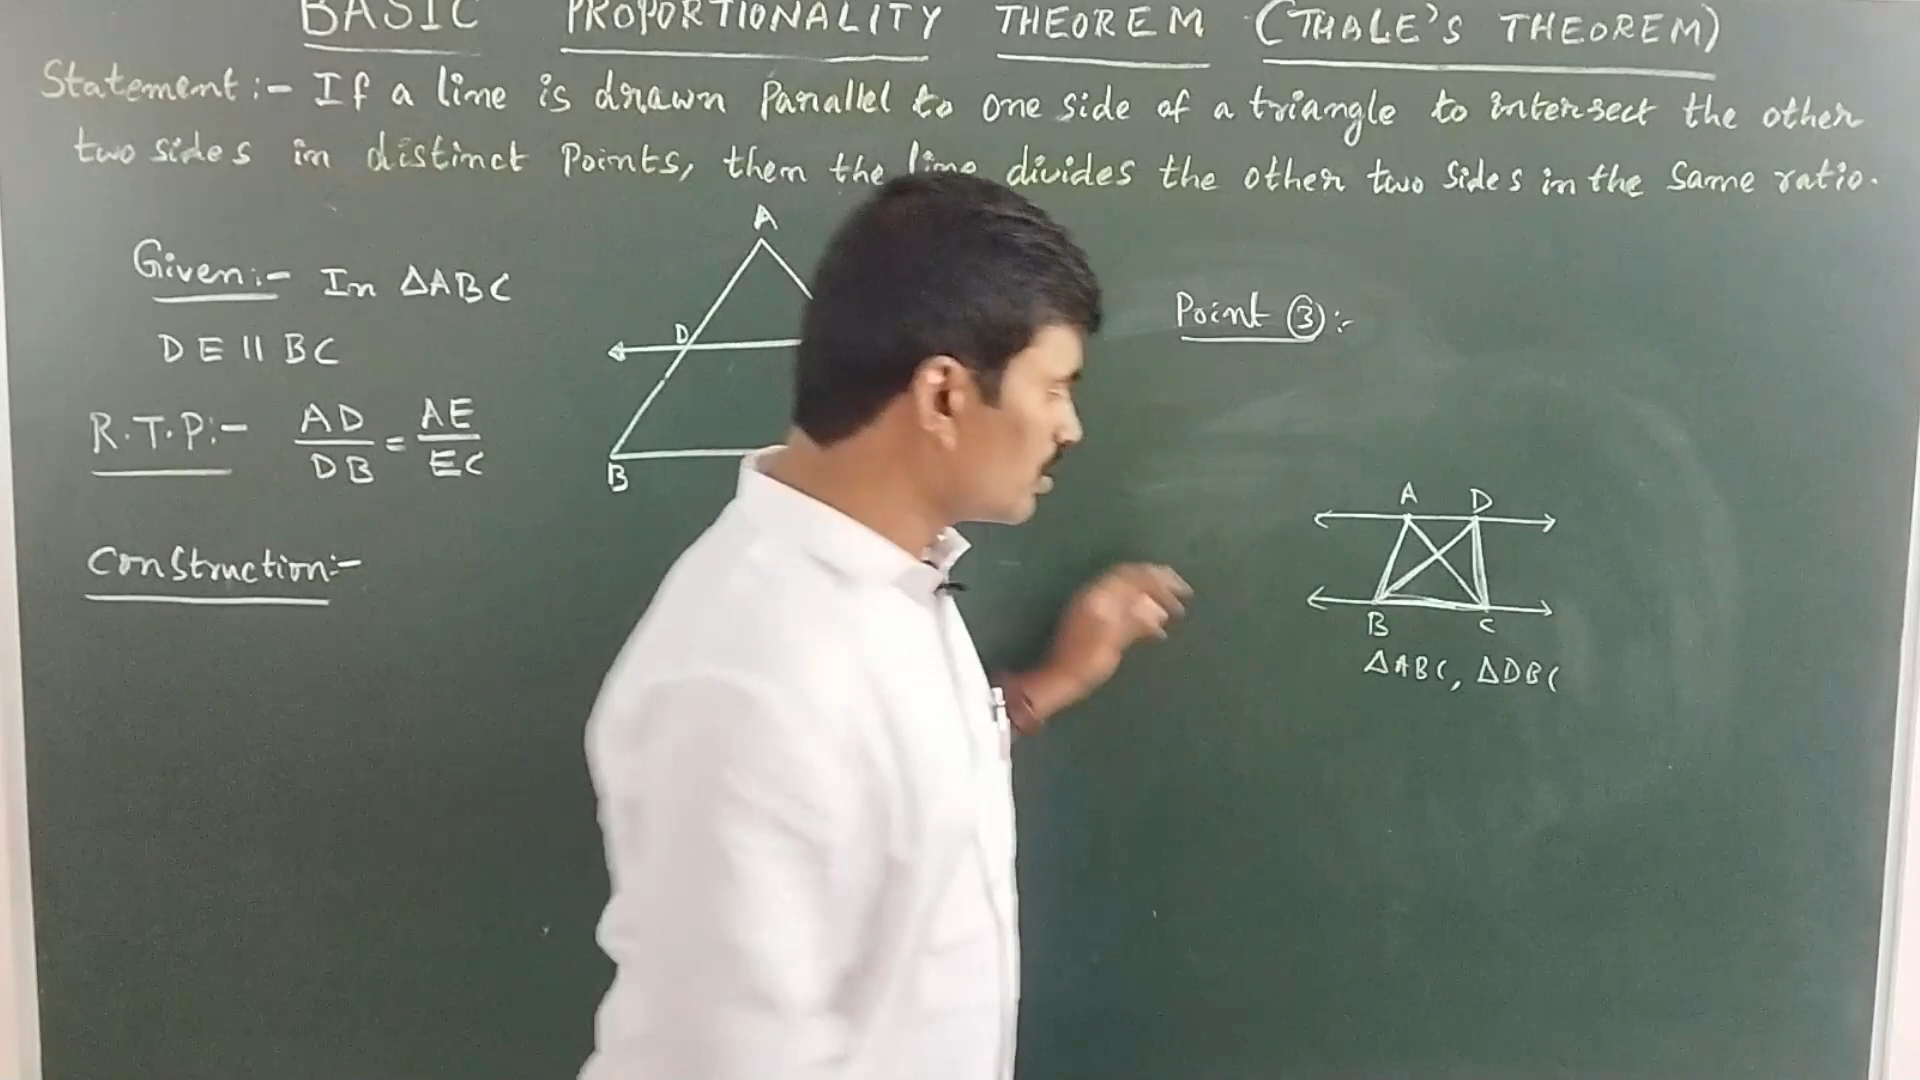 BASIC PROPORTIONALITY THEOREM (THALE'S THEOREM)
Statement:- If a line is drawn Parallel to one side of a triangle to intersect the other
two sides in distinct Points, then the line divides the other two sides in the same ratio.
Given:- In ΔABC
DE || BC
R.T.P:- AD/DB = AE/EC
Construction:-
A
D
B
Point ③:-
A D
B C
ΔABC, ΔDBC